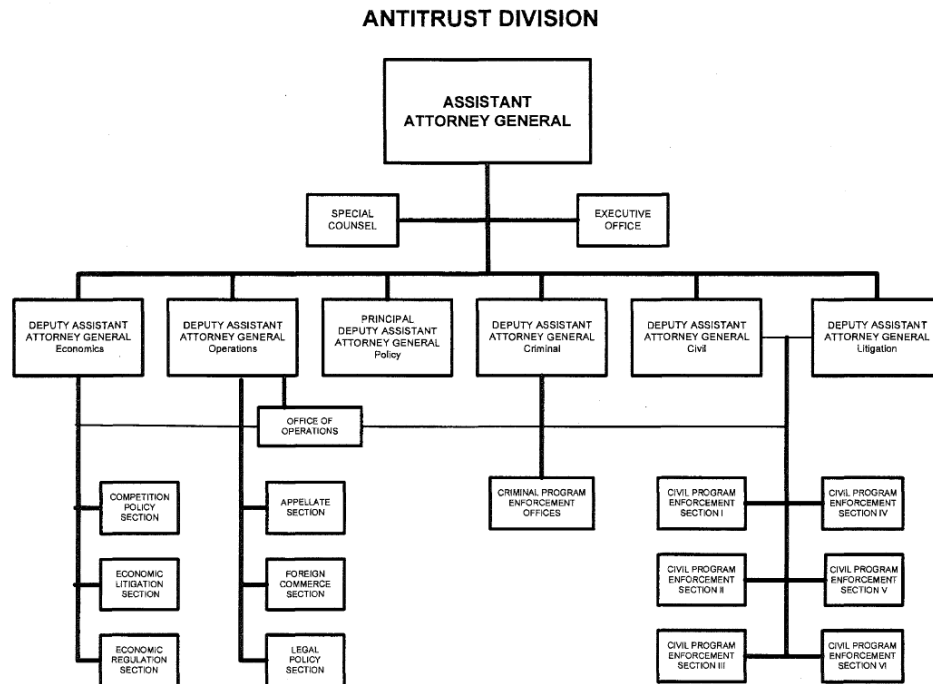 ANTITRUST DIVISION
ASSISTANT
ATTORNEY GENERAL
SPECIAL
COUNSEL
EXECUTIVE
OFFICE
DEPUTY ASSISTANT
ATTORNEY GENERAL
Economics
DEPUTY ASSISTANT
ATTORNEY GENERAL
Operations
PRINCIPAL
DEPUTY ASSISTANT
ATTORNEY GENERAL
Policy
DEPUTY ASSISTANT
ATTORNEY GENERAL
Criminal
DEPUTY ASSISTANT
ATTORNEY GENERAL
Civil
DEPUTY ASSISTANT
ATTORNEY GENERAL
Litigation
OFFICE OF
OPERATIONS
COMPETITION
POLICY
SECTION
APPELLATE
SECTION
CRIMINAL PROGRAM
ENFORCEMENT
OFFICES
CIVIL PROGRAM
ENFORCEMENT
SECTION I
CIVIL PROGRAM
ENFORCEMENT
SECTION IV
ECONOMIC
LITIGATION
SECTION
FOREIGN
COMMERCE
SECTION
CIVIL PROGRAM
ENFORCEMENT
SECTION II
CIVIL PROGRAM
ENFORCEMENT
SECTION V
ECONOMIC
REGULATION
SECTION
LEGAL
POLICY
SECTION
CIVIL PROGRAM
ENFORCEMENT
SECTION III
CIVIL PROGRAM
ENFORCEMENT
SECTION VI